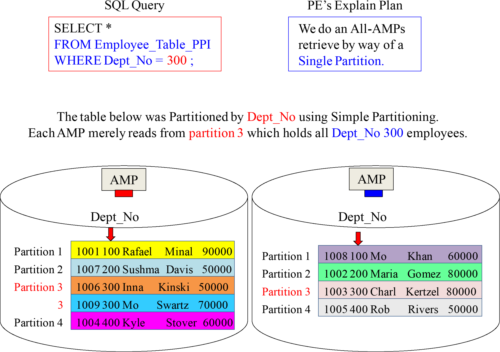 SQL Query
PE's Explain Plan
SELECT *
FROM Employee_Table_PPI
WHERE Dept_No = 300 ;
We do an All-AMPs
retrieve by way of a
Single Partition.
The table below was Partitioned by Dept_No using Simple Partitioning.
Each AMP merely reads from partition 3 which holds all Dept_No 300 employees.
AMP
Dept_No
Partition 1 1001 100 Rafael Minal 90000
Partition 2 1007 200 Sushma Davis 50000
Partition 3 1006 300 Inna Kinski 50000
3 1009 300 Mo Swartz 70000
Partition 4 1004 400 Kyle Stover 60000
AMP
Dept_No
Partition 1 1008 100 Mo Khan 60000
Partition 2 1002 200 Maria Gomez 80000
Partition 3 1003 300 Charl Kertzel 80000
Partition 4 1005 400 Rob Rivers 50000